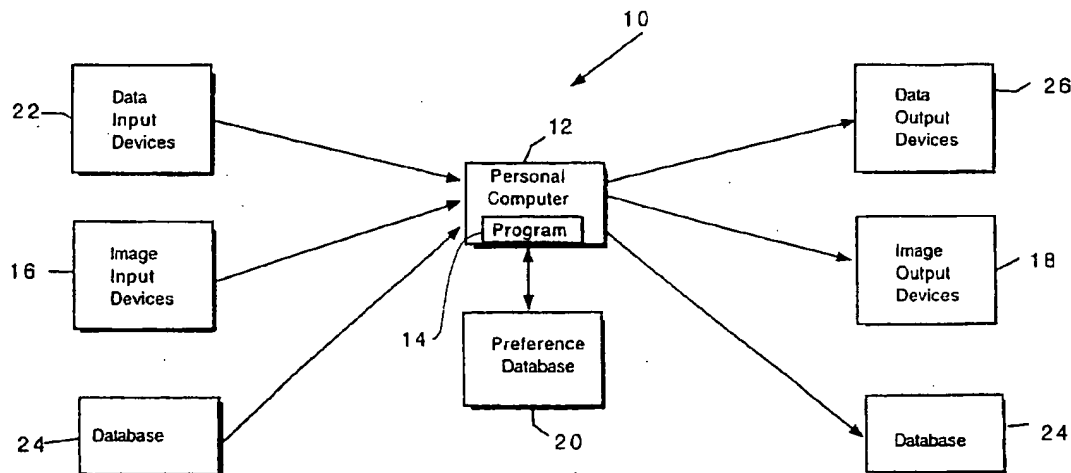 10
22
Data
Input
Devices
12
Personal
Computer
Program
14
Data
Output
Devices
26
16
Image
Input
Devices
Image
Output
Devices
18
Preference
Database
20
24
Database
Database
24